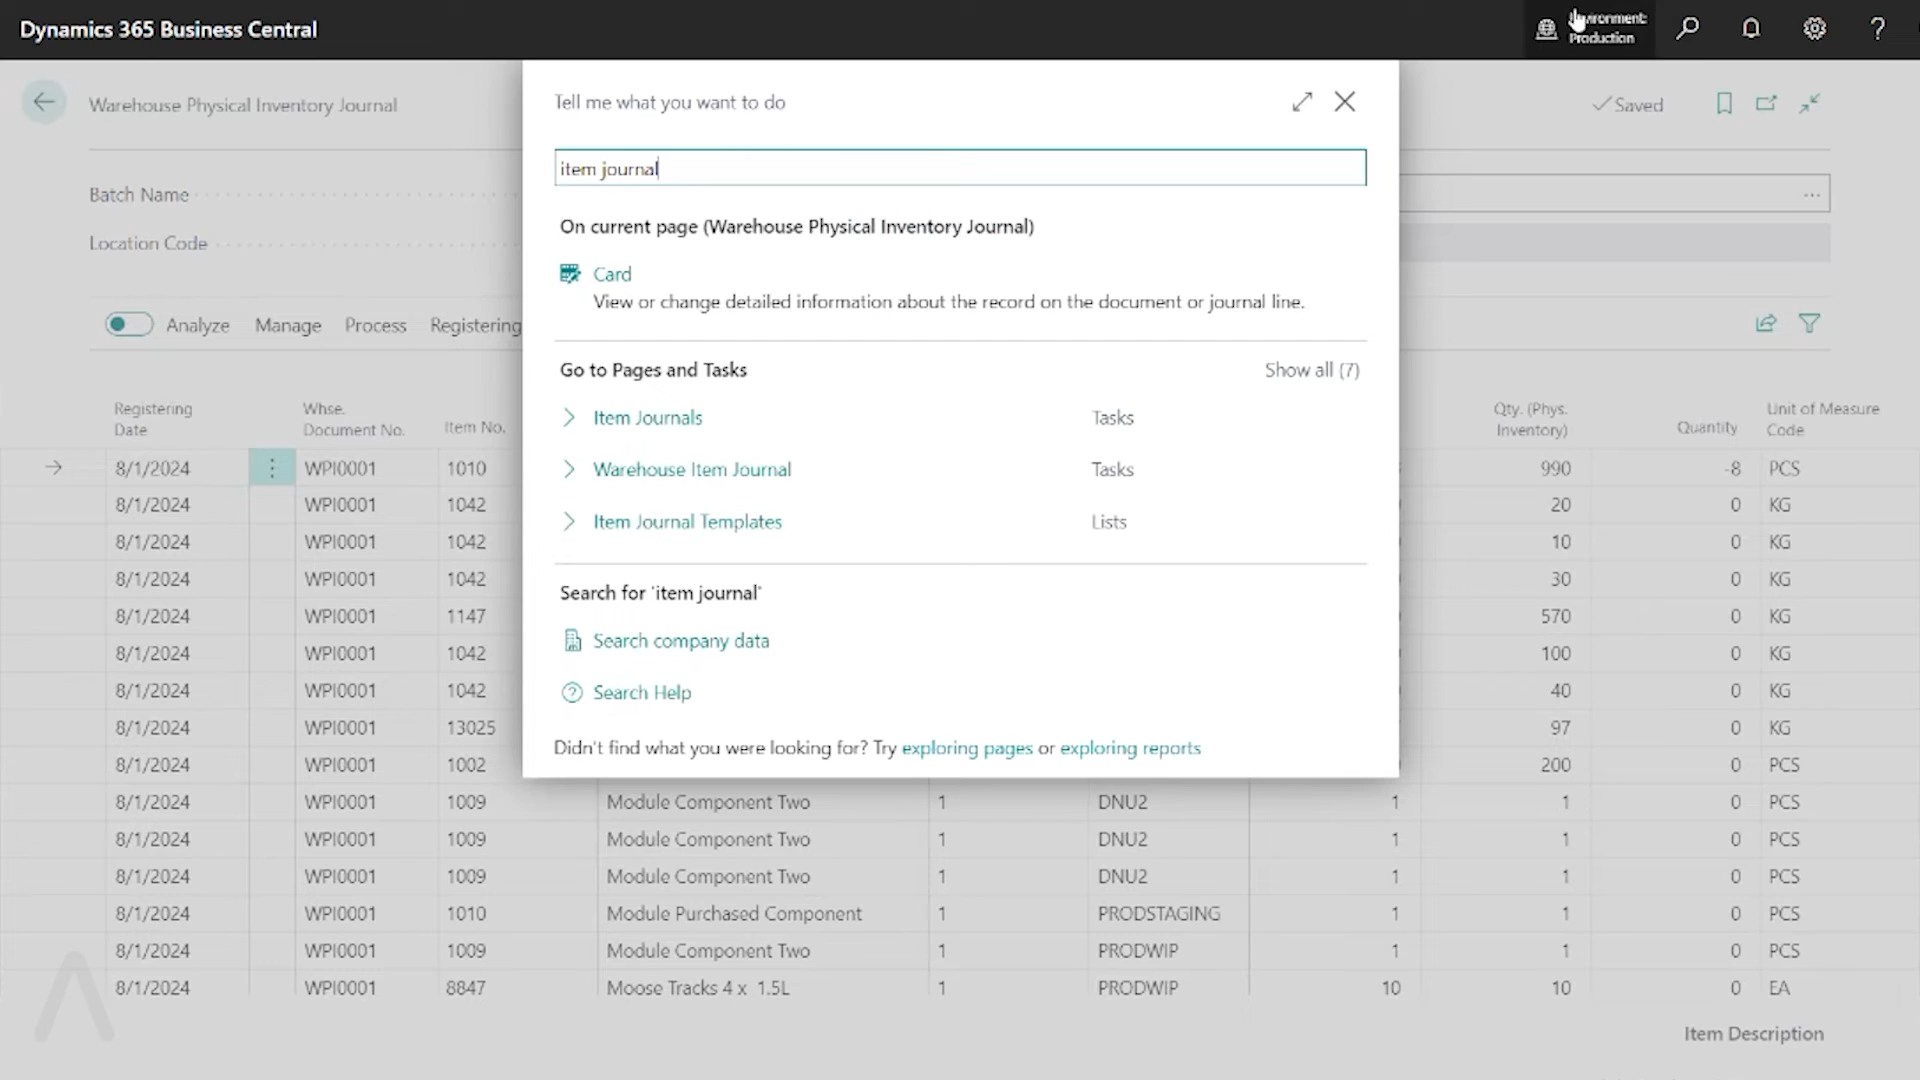 Dynamics 365 Business Central
Environment:
Production
?
Warehouse Physical Inventory Journal
Saved
Batch Name
Location Code
Analyze Manage Process Registering
Tell me what you want to do
item journal
On current page (Warehouse Physical Inventory Journal)
Card
View or change detailed information about the record on the document or journal line.
Go to Pages and Tasks Show all (7)
Item Journals Tasks
Warehouse Item Journal Tasks
Item Journal Templates Lists
Search for 'item journal'
Search company data
Search Help
Didn't find what you were looking for? Try exploring pages or exploring reports
Registering Whse. Qty. (Phys. Unit of Measure
Date Document No. Item No. Inventory) Quantity Code
8/1/2024 WPI0001 1010 990 -8 PCS
8/1/2024 WPI0001 1042 20 0 KG
8/1/2024 WPI0001 1042 10 0 KG
8/1/2024 WPI0001 1042 30 0 KG
8/1/2024 WPI0001 1147 570 0 KG
8/1/2024 WPI0001 1042 100 0 KG
8/1/2024 WPI0001 1042 40 0 KG
8/1/2024 WPI0001 13025 97 0 KG
8/1/2024 WPI0001 1002 200 0 PCS
8/1/2024 WPI0001 1009 Module Component Two 1 DNU2 1 1 0 PCS
8/1/2024 WPI0001 1009 Module Component Two 1 DNU2 1 1 0 PCS
8/1/2024 WPI0001 1009 Module Component Two 1 DNU2 1 1 0 PCS
8/1/2024 WPI0001 1010 Module Purchased Component 1 PRODSTAGING 1 1 0 PCS
8/1/2024 WPI0001 1009 Module Component Two 1 PRODWIP 1 1 0 PCS
8/1/2024 WPI0001 8847 Moose Tracks 4 x 1.5L 1 PRODWIP 10 10 0 EA
Item Description